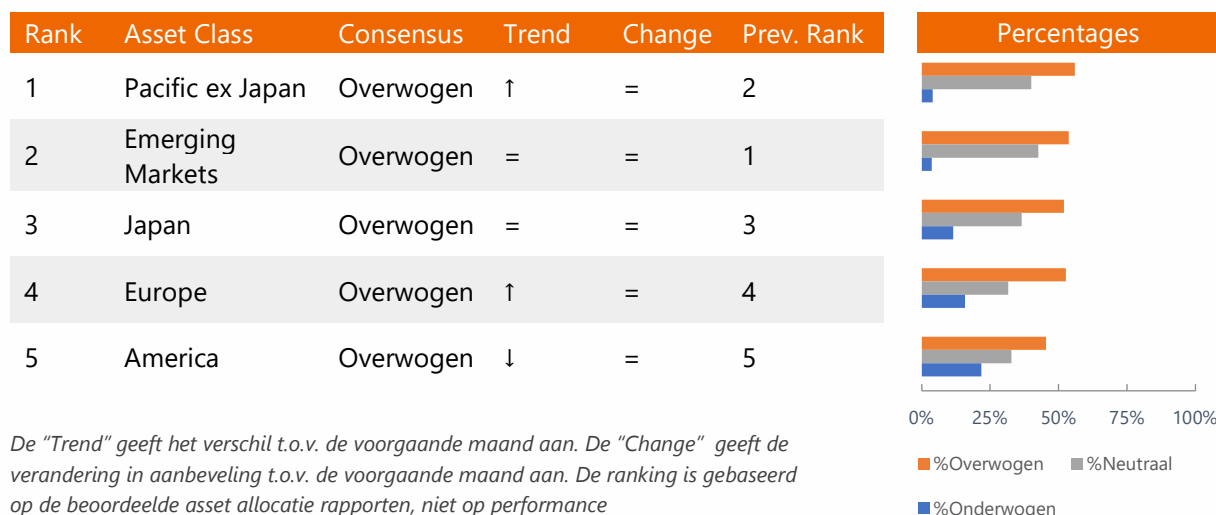 Rank Asset Class Consensus Trend Change Prev. Rank
1 Pacific ex Japan Overwogen ↑ = 2
2 Emerging Markets Overwogen = = 1
3 Japan Overwogen = = 3
4 Europe Overwogen ↑ = 4
5 America Overwogen ↓ = 5
De “Trend” geeft het verschil t.o.v. de voorgaande maand aan. De “Change” geeft de
verandering in aanbeveling t.o.v. de voorgaande maand aan. De ranking is gebaseerd
op de beoordeelde asset allocatie rapporten, niet op performance
Percentages
0% 25% 50% 75% 100%
%Overwogen %Neutraal
%Onderwogen